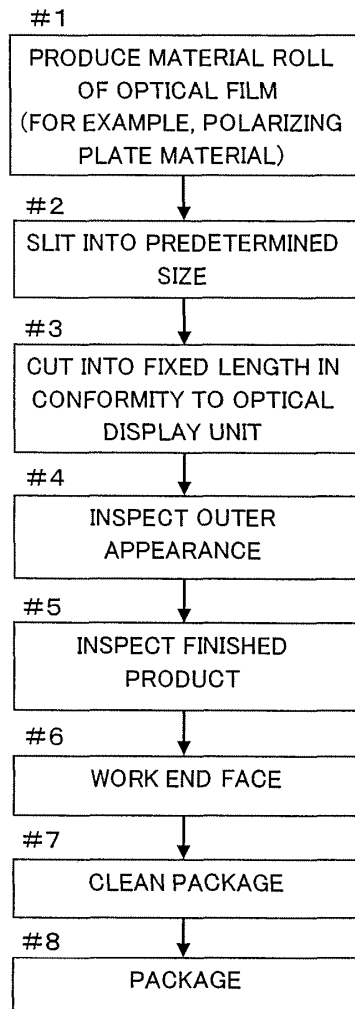 #1
PRODUCE MATERIAL ROLL
OF OPTICAL FILM
(FOR EXAMPLE, POLARIZING
PLATE MATERIAL)
#2
SLIT INTO PREDETERMINED
SIZE
#3
CUT INTO FIXED LENGTH IN
CONFORMITY TO OPTICAL
DISPLAY UNIT
#4
INSPECT OUTER
APPEARANCE
#5
INSPECT FINISHED
PRODUCT
#6
WORK END FACE
#7
CLEAN PACKAGE
#8
PACKAGE